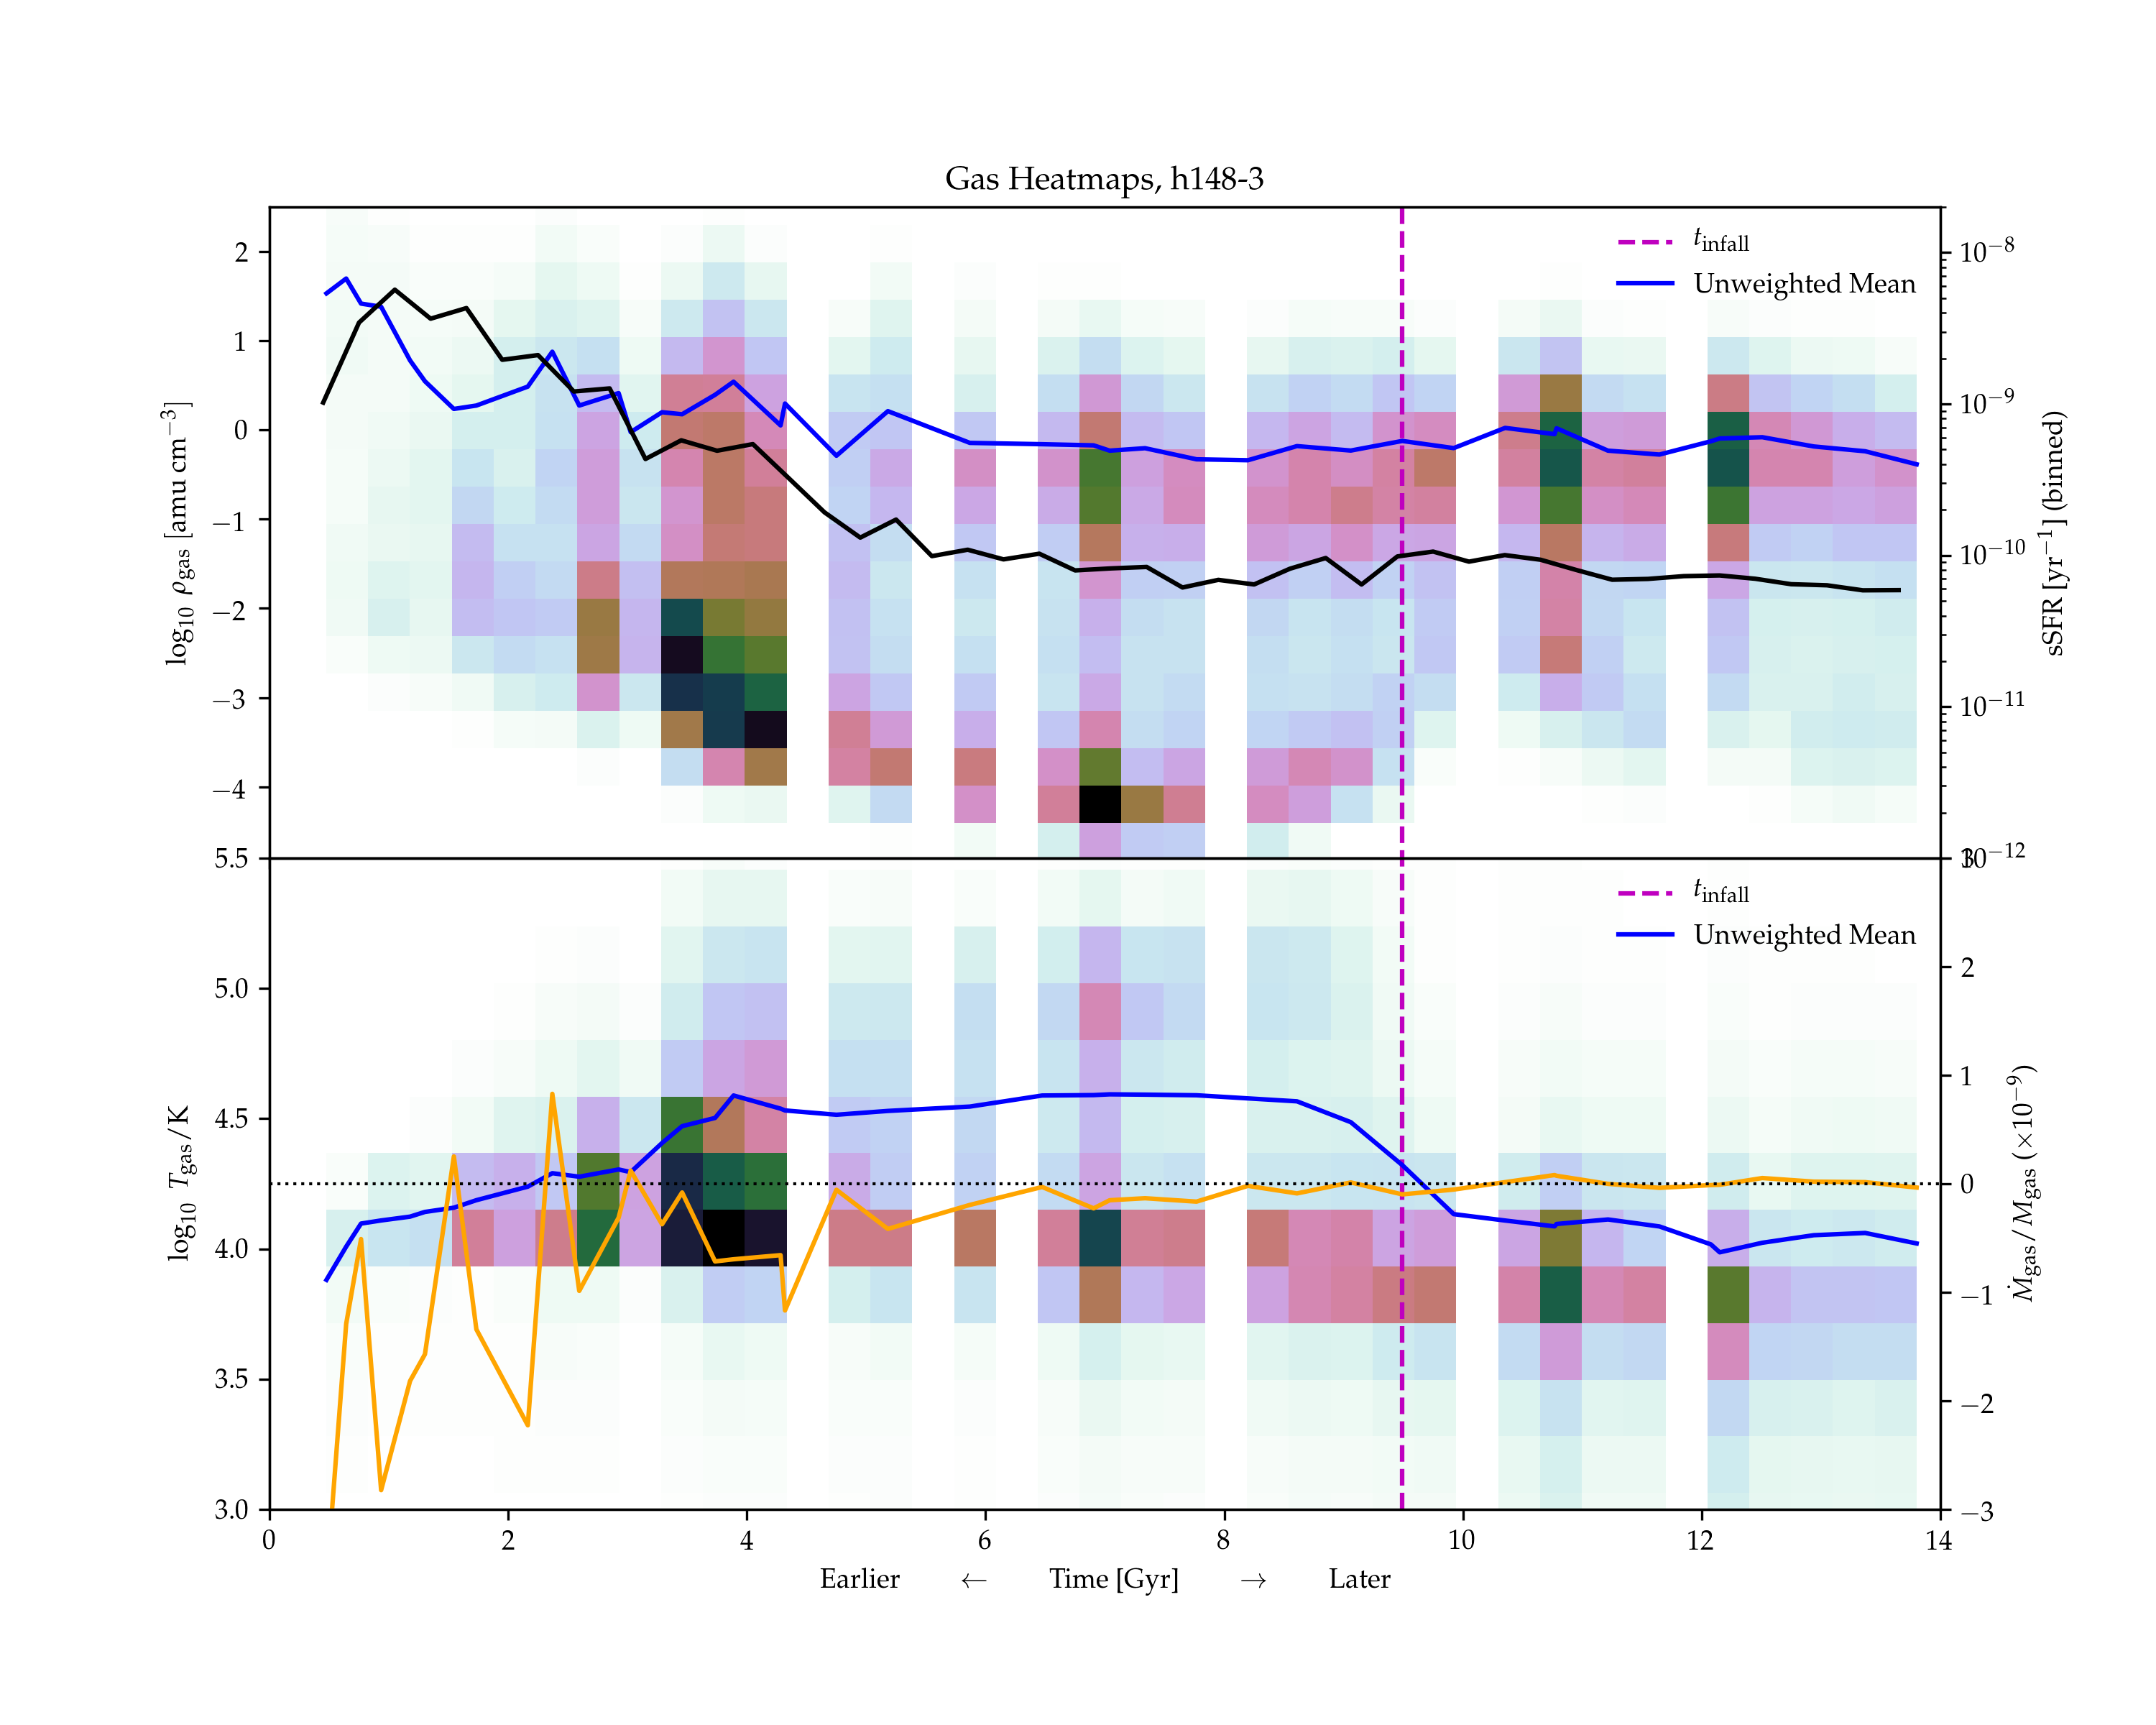 Gas Heatmaps, h148-3
2
1
0
−1
−2
−3
−4
log₁₀ ρgas [amu cm⁻³]
t infall
Unweighted Mean
10⁻⁸
10⁻⁹
10⁻¹⁰
10⁻¹¹
10⁻¹²
sSFR [yr⁻¹] (binned)
5.5
5.0
4.5
4.0
3.5
3.0
log₁₀ Tgas/K
t infall
Unweighted Mean
3
2
1
0
−1
−2
−3
Ṁgas/Mgas (×10⁻⁹)
0 2 4 6 8 10 12 14
Earlier ← Time [Gyr] → Later